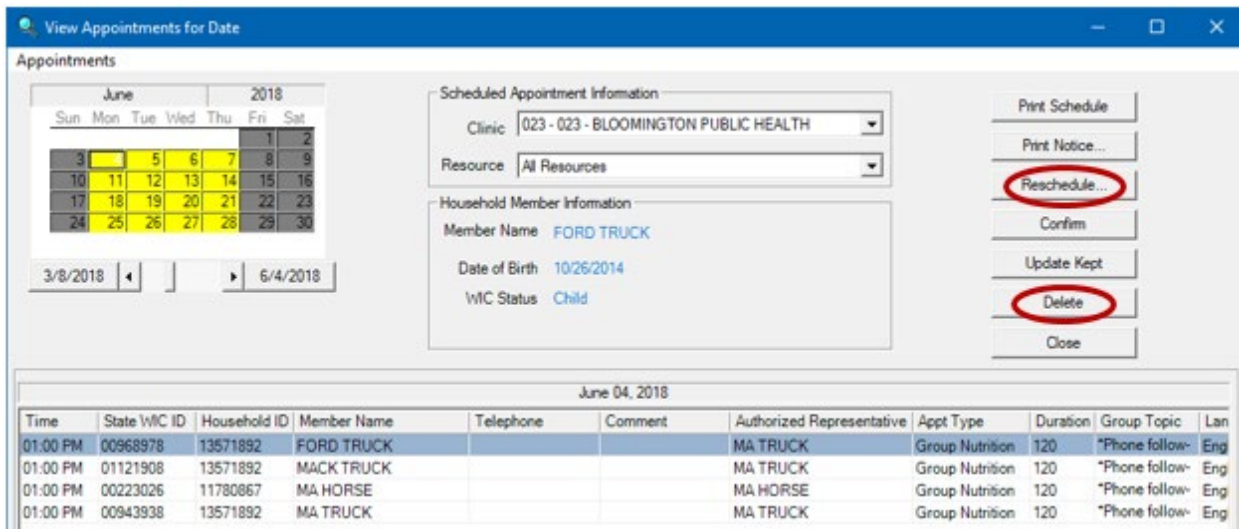 View Appointments for Date
Appointments
June 2018
Sun Mon Tue Wed Thu Fri Sat
1 2
3 4 5 6 7 8 9
10 11 12 13 14 15 16
17 18 19 20 21 22 23
24 25 26 27 28 29 30
3/8/2018 6/4/2018
Scheduled Appointment Information
Clinic 023 - 023 - BLOOMINGTON PUBLIC HEALTH
Resource All Resources
Household Member Information
Member Name FORD TRUCK
Date of Birth 10/26/2014
WIC Status Child
Print Schedule
Print Notice...
Reschedule...
Confirm
Update Kept
Delete
Close
June 04, 2018
Time State WIC ID Household ID Member Name Telephone Comment Authorized Representative Appt Type Duration Group Topic Lan
01:00 PM 00968978 13571892 FORD TRUCK MA TRUCK Group Nutrition 120 *Phone follow- Eng
01:00 PM 01121908 13571892 MACK TRUCK MA TRUCK Group Nutrition 120 *Phone follow- Engl
01:00 PM 00223026 11780867 MA HORSE MA HORSE Group Nutrition 120 *Phone follow- Engl
01:00 PM 00943938 13571892 MA TRUCK MA TRUCK Group Nutrition 120 *Phone follow- Engl